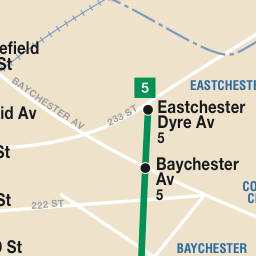 efield
St
BAYCHESTER AV
5
EASTCHESTE
233 ST
Eastchester
Dyre Av
5
id Av
St
Baychester
Av
5
CO
C
St
222 ST
St
BAYCHESTER